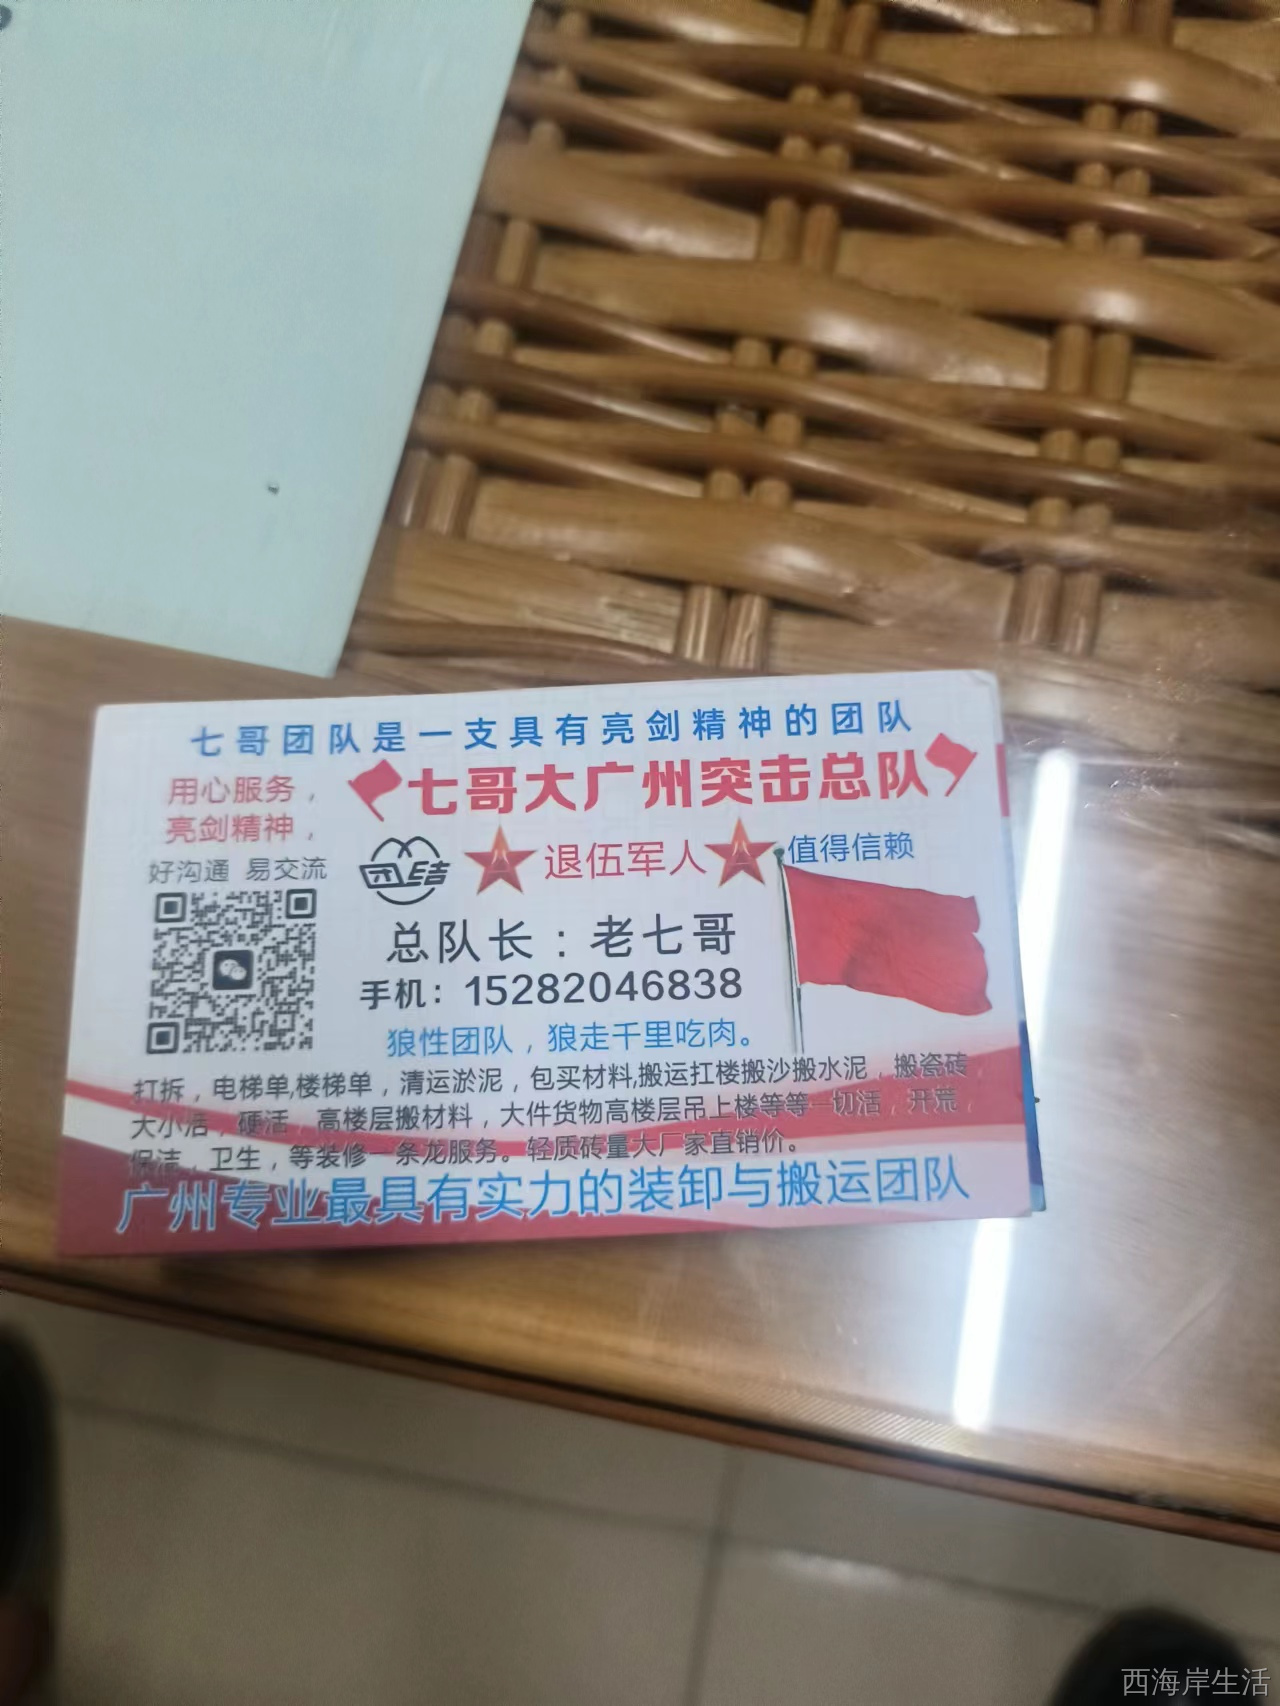 七哥团队是一支具有亮剑精神的团队
用心服务，
七哥大广州突击总队
亮剑精神，
好沟通 易交流
团结
退伍军人
值得信赖
总队长：老七哥
手机：15282046838
狼性团队，狼走千里吃肉。
打拆，电梯单,楼梯单，清运淤泥，包买材料,搬运扛楼搬沙搬水泥，搬瓷砖，
大小活，硬活，高楼层搬材料，大件货物高楼层吊上楼等等一切活，开荒，
保洁，卫生，等装修一条龙服务。轻质砖量大厂家直销价。
广州专业最具有实力的装卸与搬运团队
西海岸生活